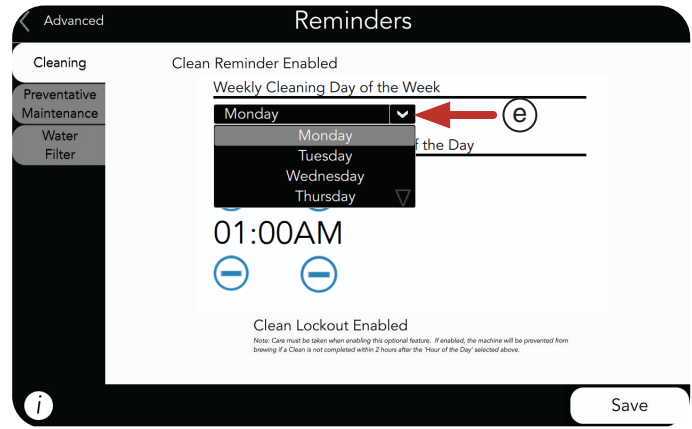 Advanced
Reminders
Cleaning
Preventative
Maintenance
Water
Filter
Clean Reminder Enabled
Weekly Cleaning Day of the Week
Monday
e
Monday
Tuesday
Wednesday
Thursday
f the Day
01:00AM
Clean Lockout Enabled
Note: Care must be taken when enabling this optional feature. If enabled, the machine will be prevented from
brewing if a Clean is not completed within 2 hours after the 'Hour of the Day' selected above.
i
Save